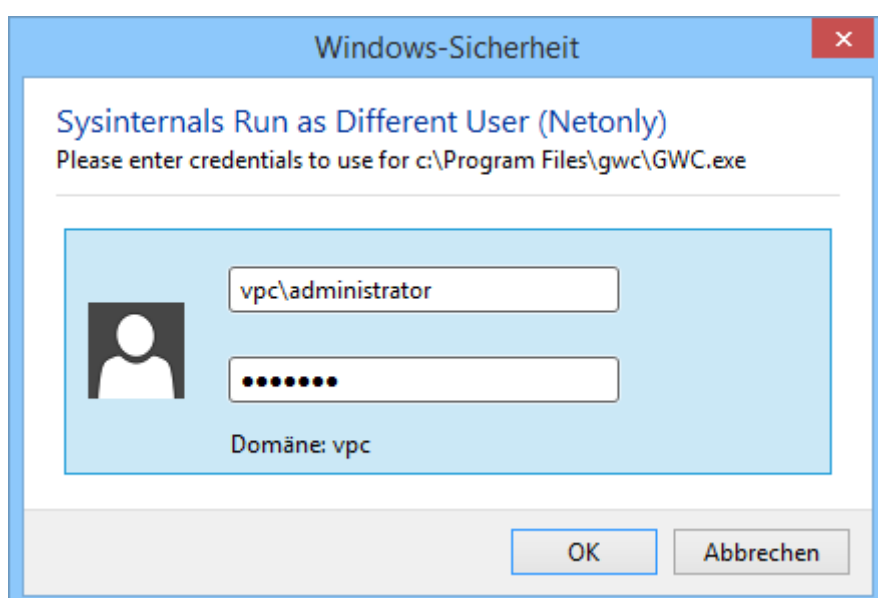 Windows-Sicherheit
Sysinternals Run as Different User (Netonly)
Please enter credentials to use for c:\Program Files\gwc\GWC.exe
vpc\administrator
●●●●●●●
Domäne: vpc
OK Abbrechen